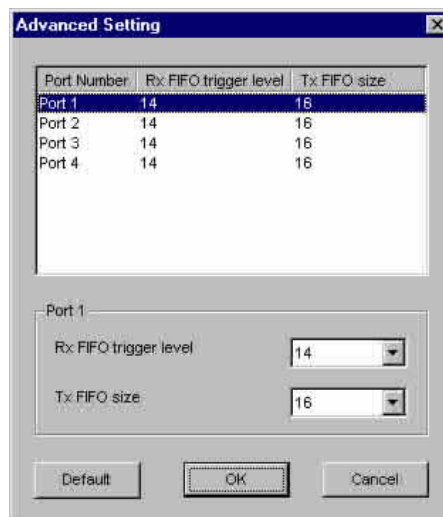 Advanced Setting
Port Number Rx FIFO trigger level Tx FIFO size
Port 1 14 16
Port 2 14 16
Port 3 14 16
Port 4 14 16
Port 1
Rx FIFO trigger level 14
Tx FIFO size 16
Default OK Cancel